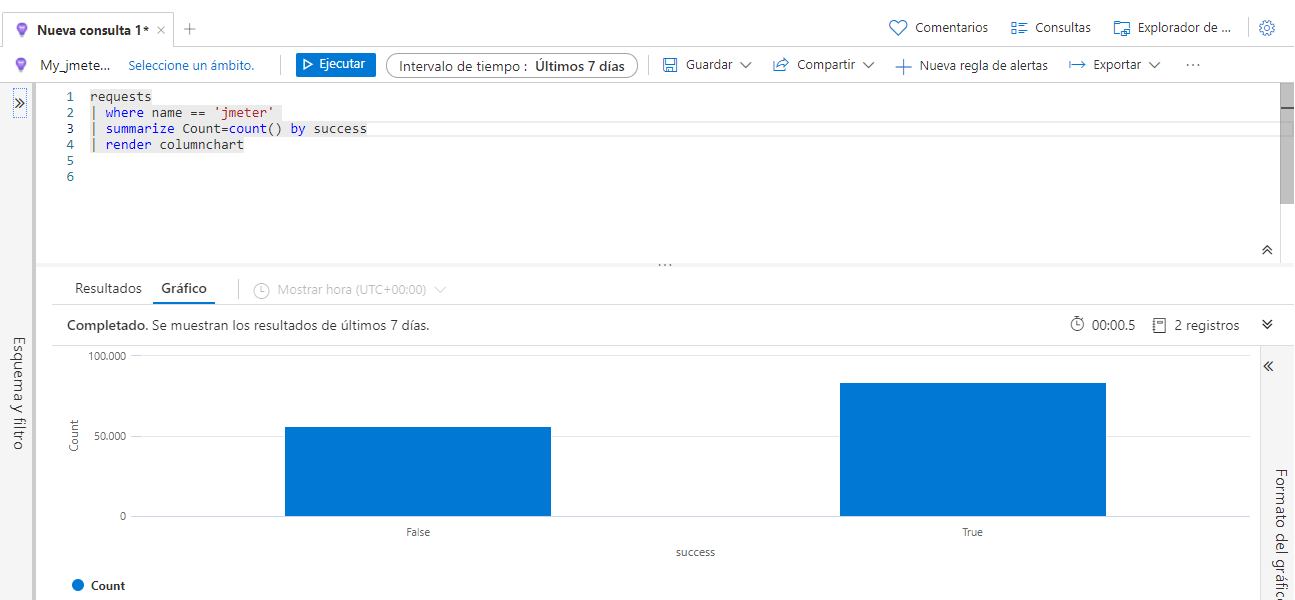 Nueva consulta 1*
Comentarios
Consultas
Explorador de ...
My_jmete...
Seleccione un ámbito.
Ejecutar
Intervalo de tiempo : Últimos 7 días
Guardar
Compartir
Nueva regla de alertas
Exportar
1 requests
2 | where name == 'jmeter'
3 | summarize Count=count() by success
4 | render columnchart
5
6
Esquema y filtro
Resultados
Gráfico
Mostrar hora (UTC+00:00)
Completado. Se muestran los resultados de últimos 7 días.
00:00.5
2 registros
100.000
50.000
0
Count
False
True
success
Count
Formato del gráfic